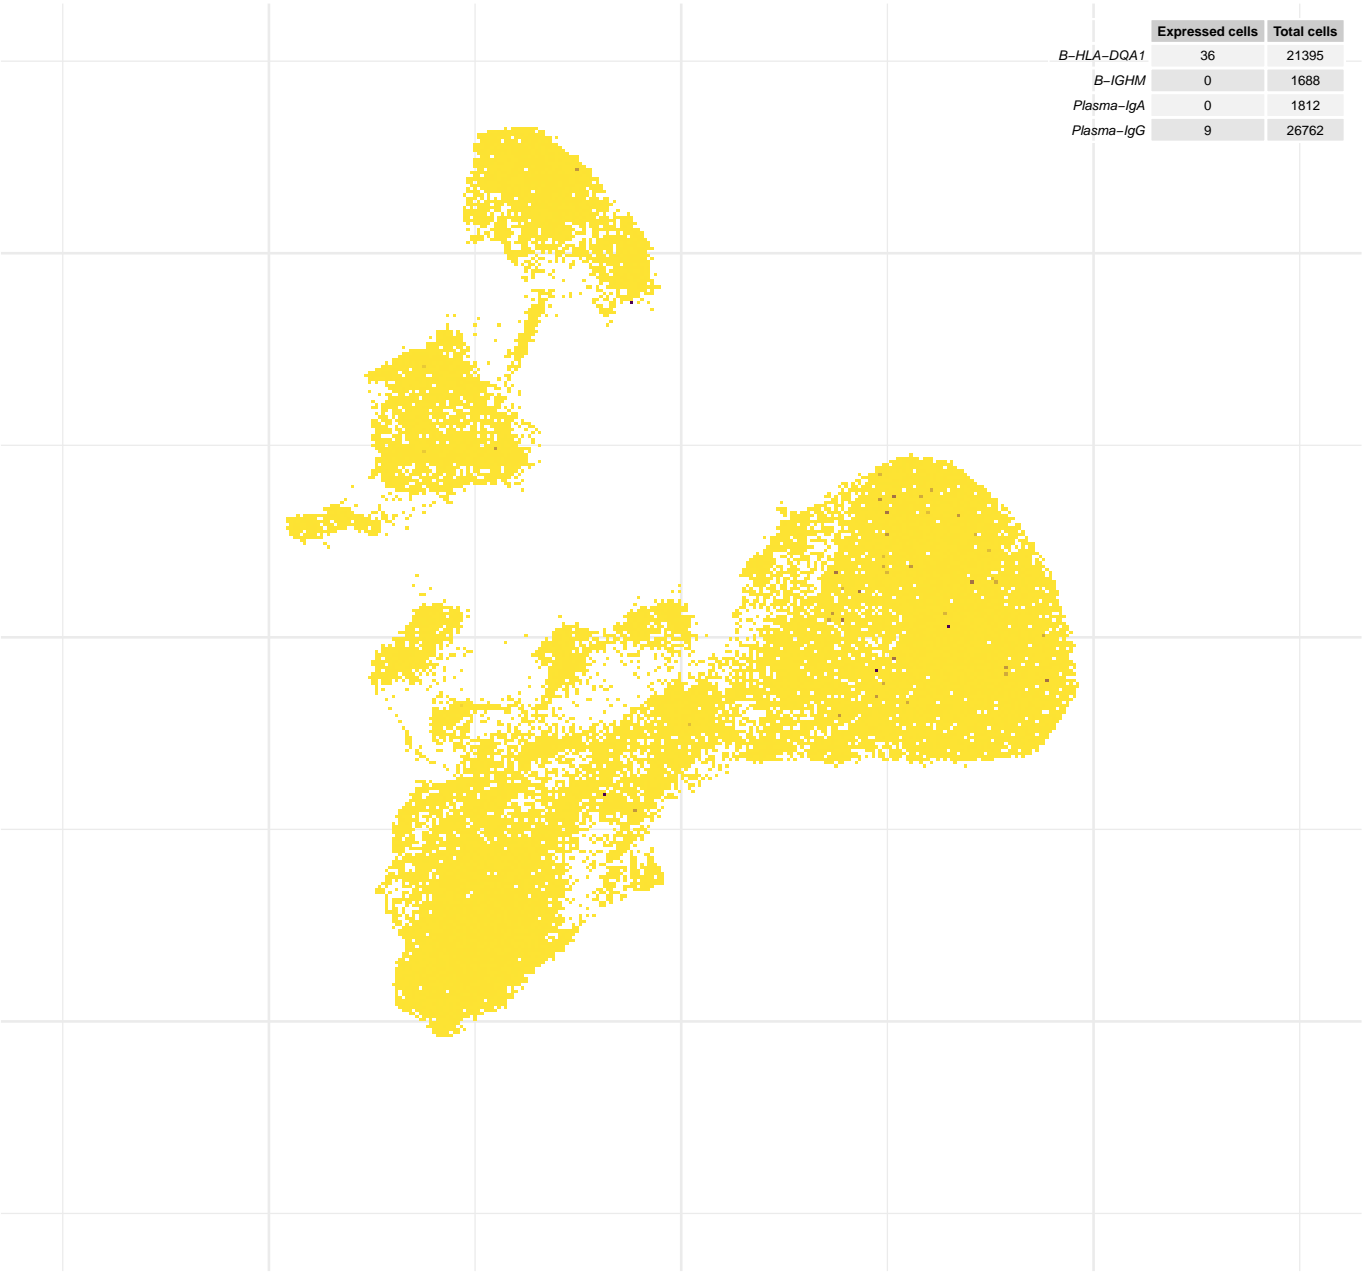 Expressed cells Total cells
B−HLA−DQA1 36 21395
B−IGHM 0 1688
Plasma−IgA 0 1812
Plasma−IgG 9 26762